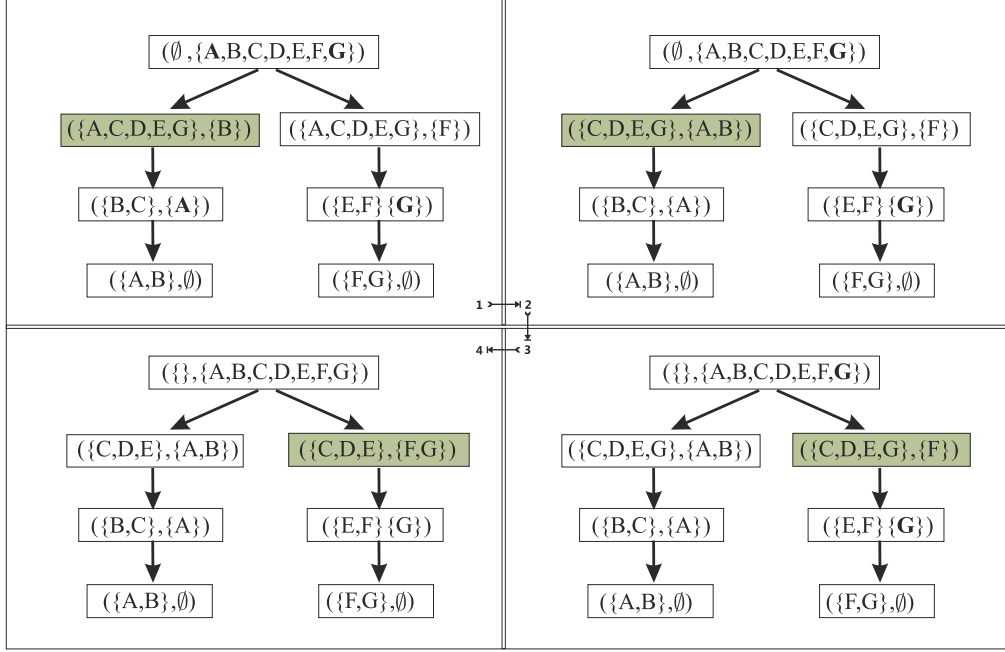 (∅ ,{A,B,C,D,E,F,G})
({A,C,D,E,G},{B})
({A,C,D,E,G},{F})
({B,C},{A})
({E,F} {G})
({A,B},∅)
({F,G},∅)
(∅ ,{A,B,C,D,E,F,G})
({C,D,E,G},{A,B})
({C,D,E,G},{F})
({B,C},{A})
({E,F} {G})
({A,B},∅)
({F,G},∅)
1 2
4 3
({},{A,B,C,D,E,F,G})
({C,D,E},{A,B})
({C,D,E},{F,G})
({B,C},{A})
({E,F} {G})
({A,B},∅)
({F,G},∅)
({},{A,B,C,D,E,F,G})
({C,D,E,G},{A,B})
({C,D,E,G},{F})
({B,C},{A})
({E,F} {G})
({A,B},∅)
({F,G},∅)